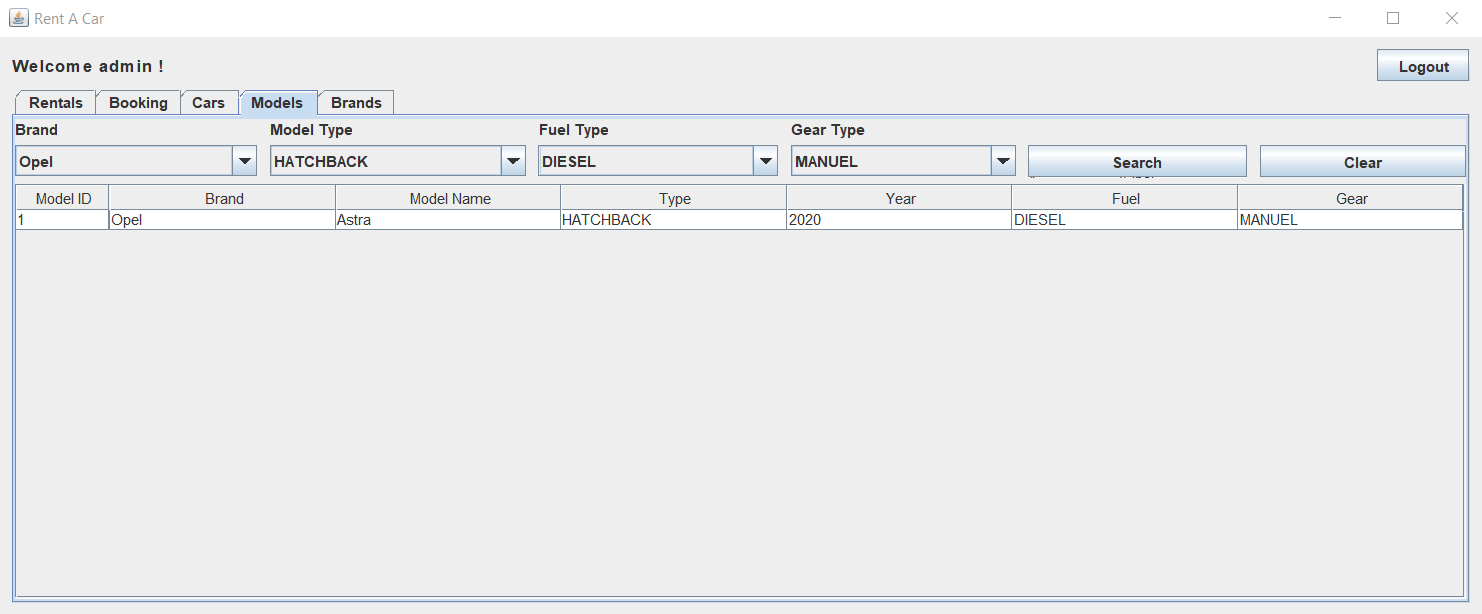 Rent A Car
Welcome admin !
Logout
Rentals Booking Cars Models Brands
Brand Model Type Fuel Type Gear Type
Opel HATCHBACK DIESEL MANUEL Search Clear
Model ID Brand Model Name Type Year Fuel Gear
1 Opel Astra HATCHBACK 2020 DIESEL MANUEL